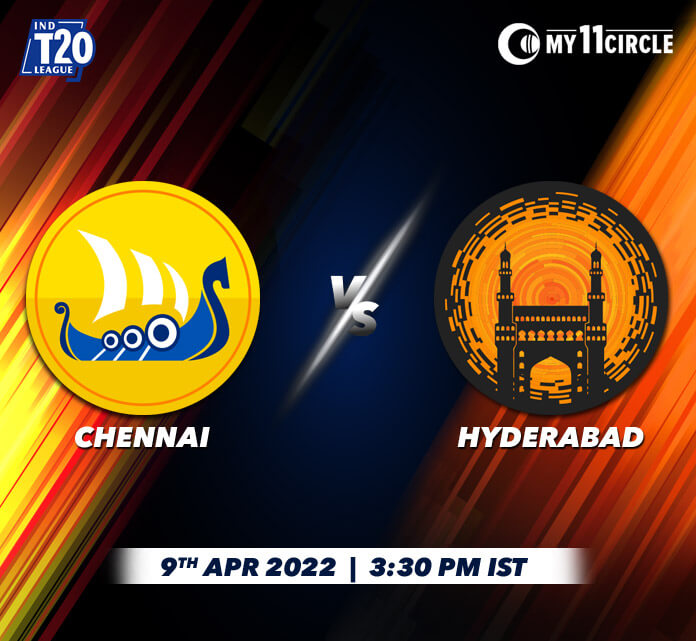 IND
T20
LEAGUE
MY11CIRCLE
VS
CHENNAI
HYDERABAD
9TH APR 2022 | 3:30 PM IST